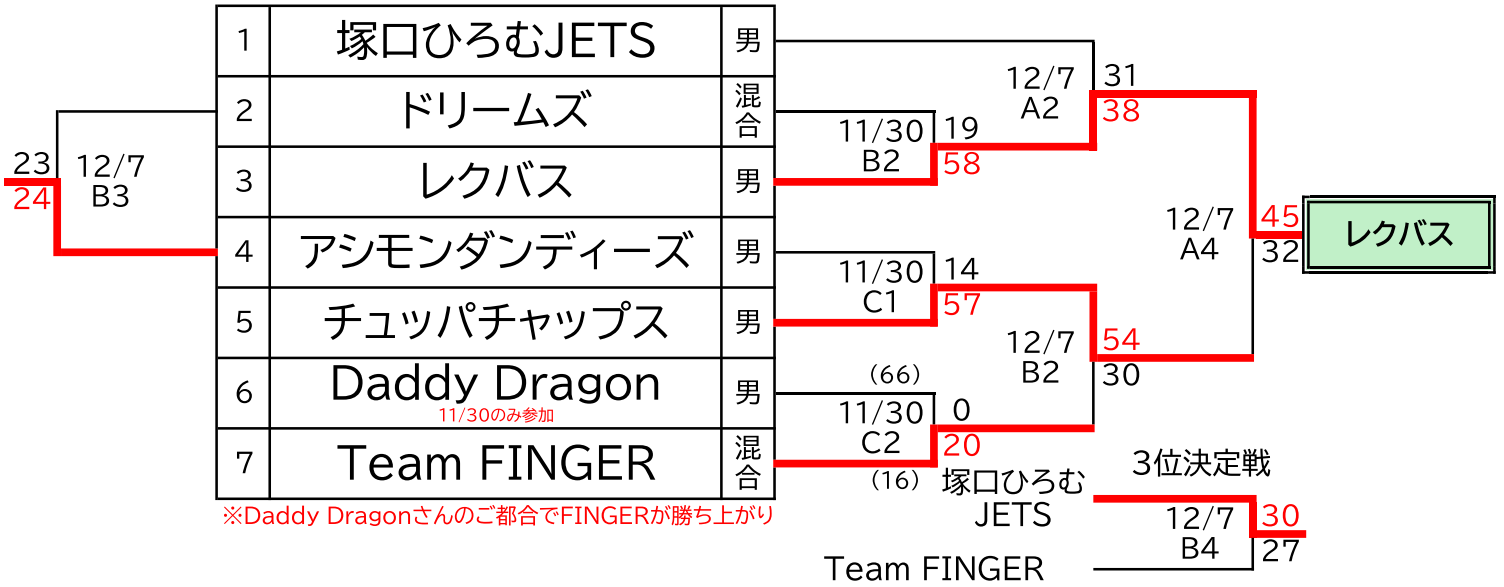 1 塚口ひろむJETS 男
2 ドリームズ 混合
3 レクバス 男
4 アシモンダンディーズ 男
5 チュッパチャップス 男
6 Daddy Dragon 男
11/30のみ参加
7 Team FINGER 混合
※Daddy Dragonさんのご都合でFINGERが勝ち上がり
23
24
12/7
B3
11/30
B2
19
58
11/30
C1
14
57
(66)
11/30
C2
0
20
(16)
12/7
A2
31
38
12/7
B2
54
30
12/7
A4
45
32
レクバス
3位決定戦
塚口ひろむ
JETS
Team FINGER
12/7
B4
30
27